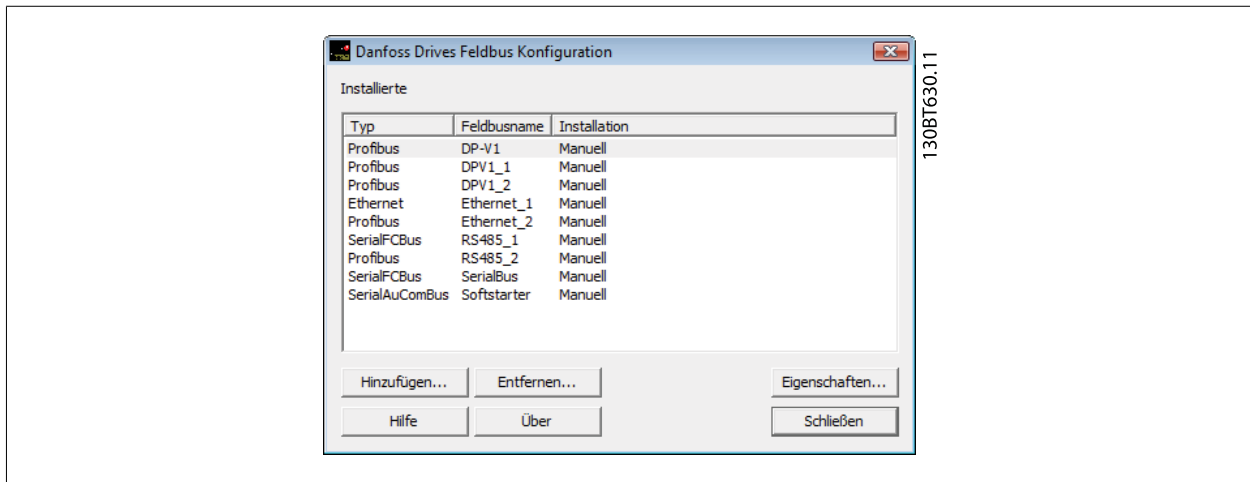 Danfoss Drives Feldbus Konfiguration
Installierte
Typ Feldbusname Installation
Profibus DP-V1 Manuell
Profibus DPV1_1 Manuell
Profibus DPV1_2 Manuell
Ethernet Ethernet_1 Manuell
Profibus Ethernet_2 Manuell
SerialFCBus RS485_1 Manuell
Profibus RS485_2 Manuell
SerialFCBus SerialBus Manuell
SerialAuComBus Softstarter Manuell
Hinzufügen... Entfernen... Eigenschaften...
Hilfe Über Schließen
130BT630.11